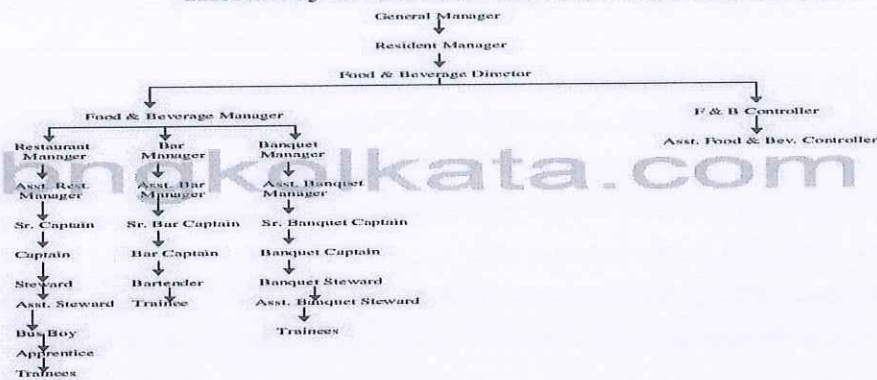 General Manager
Resident Manager
Food & Beverage Director
Food & Beverage Manager
F & B Controller
Asst. Food & Bev. Controller
Restaurant
Manager
Bar
Manager
Banquet
Manager
Asst. Rest.
Manager
Asst. Bar
Manager
Asst. Banquet
Manager
Sr. Captain
Sr. Bar Captain
Sr. Banquet Captain
Captain
Bar Captain
Banquet Captain
Steward
Bartender
Banquet Steward
Asst. Steward
Trainee
Asst. Banquet Steward
Bus Boy
Trainees
Apprentice
Trainees
kolkata.com